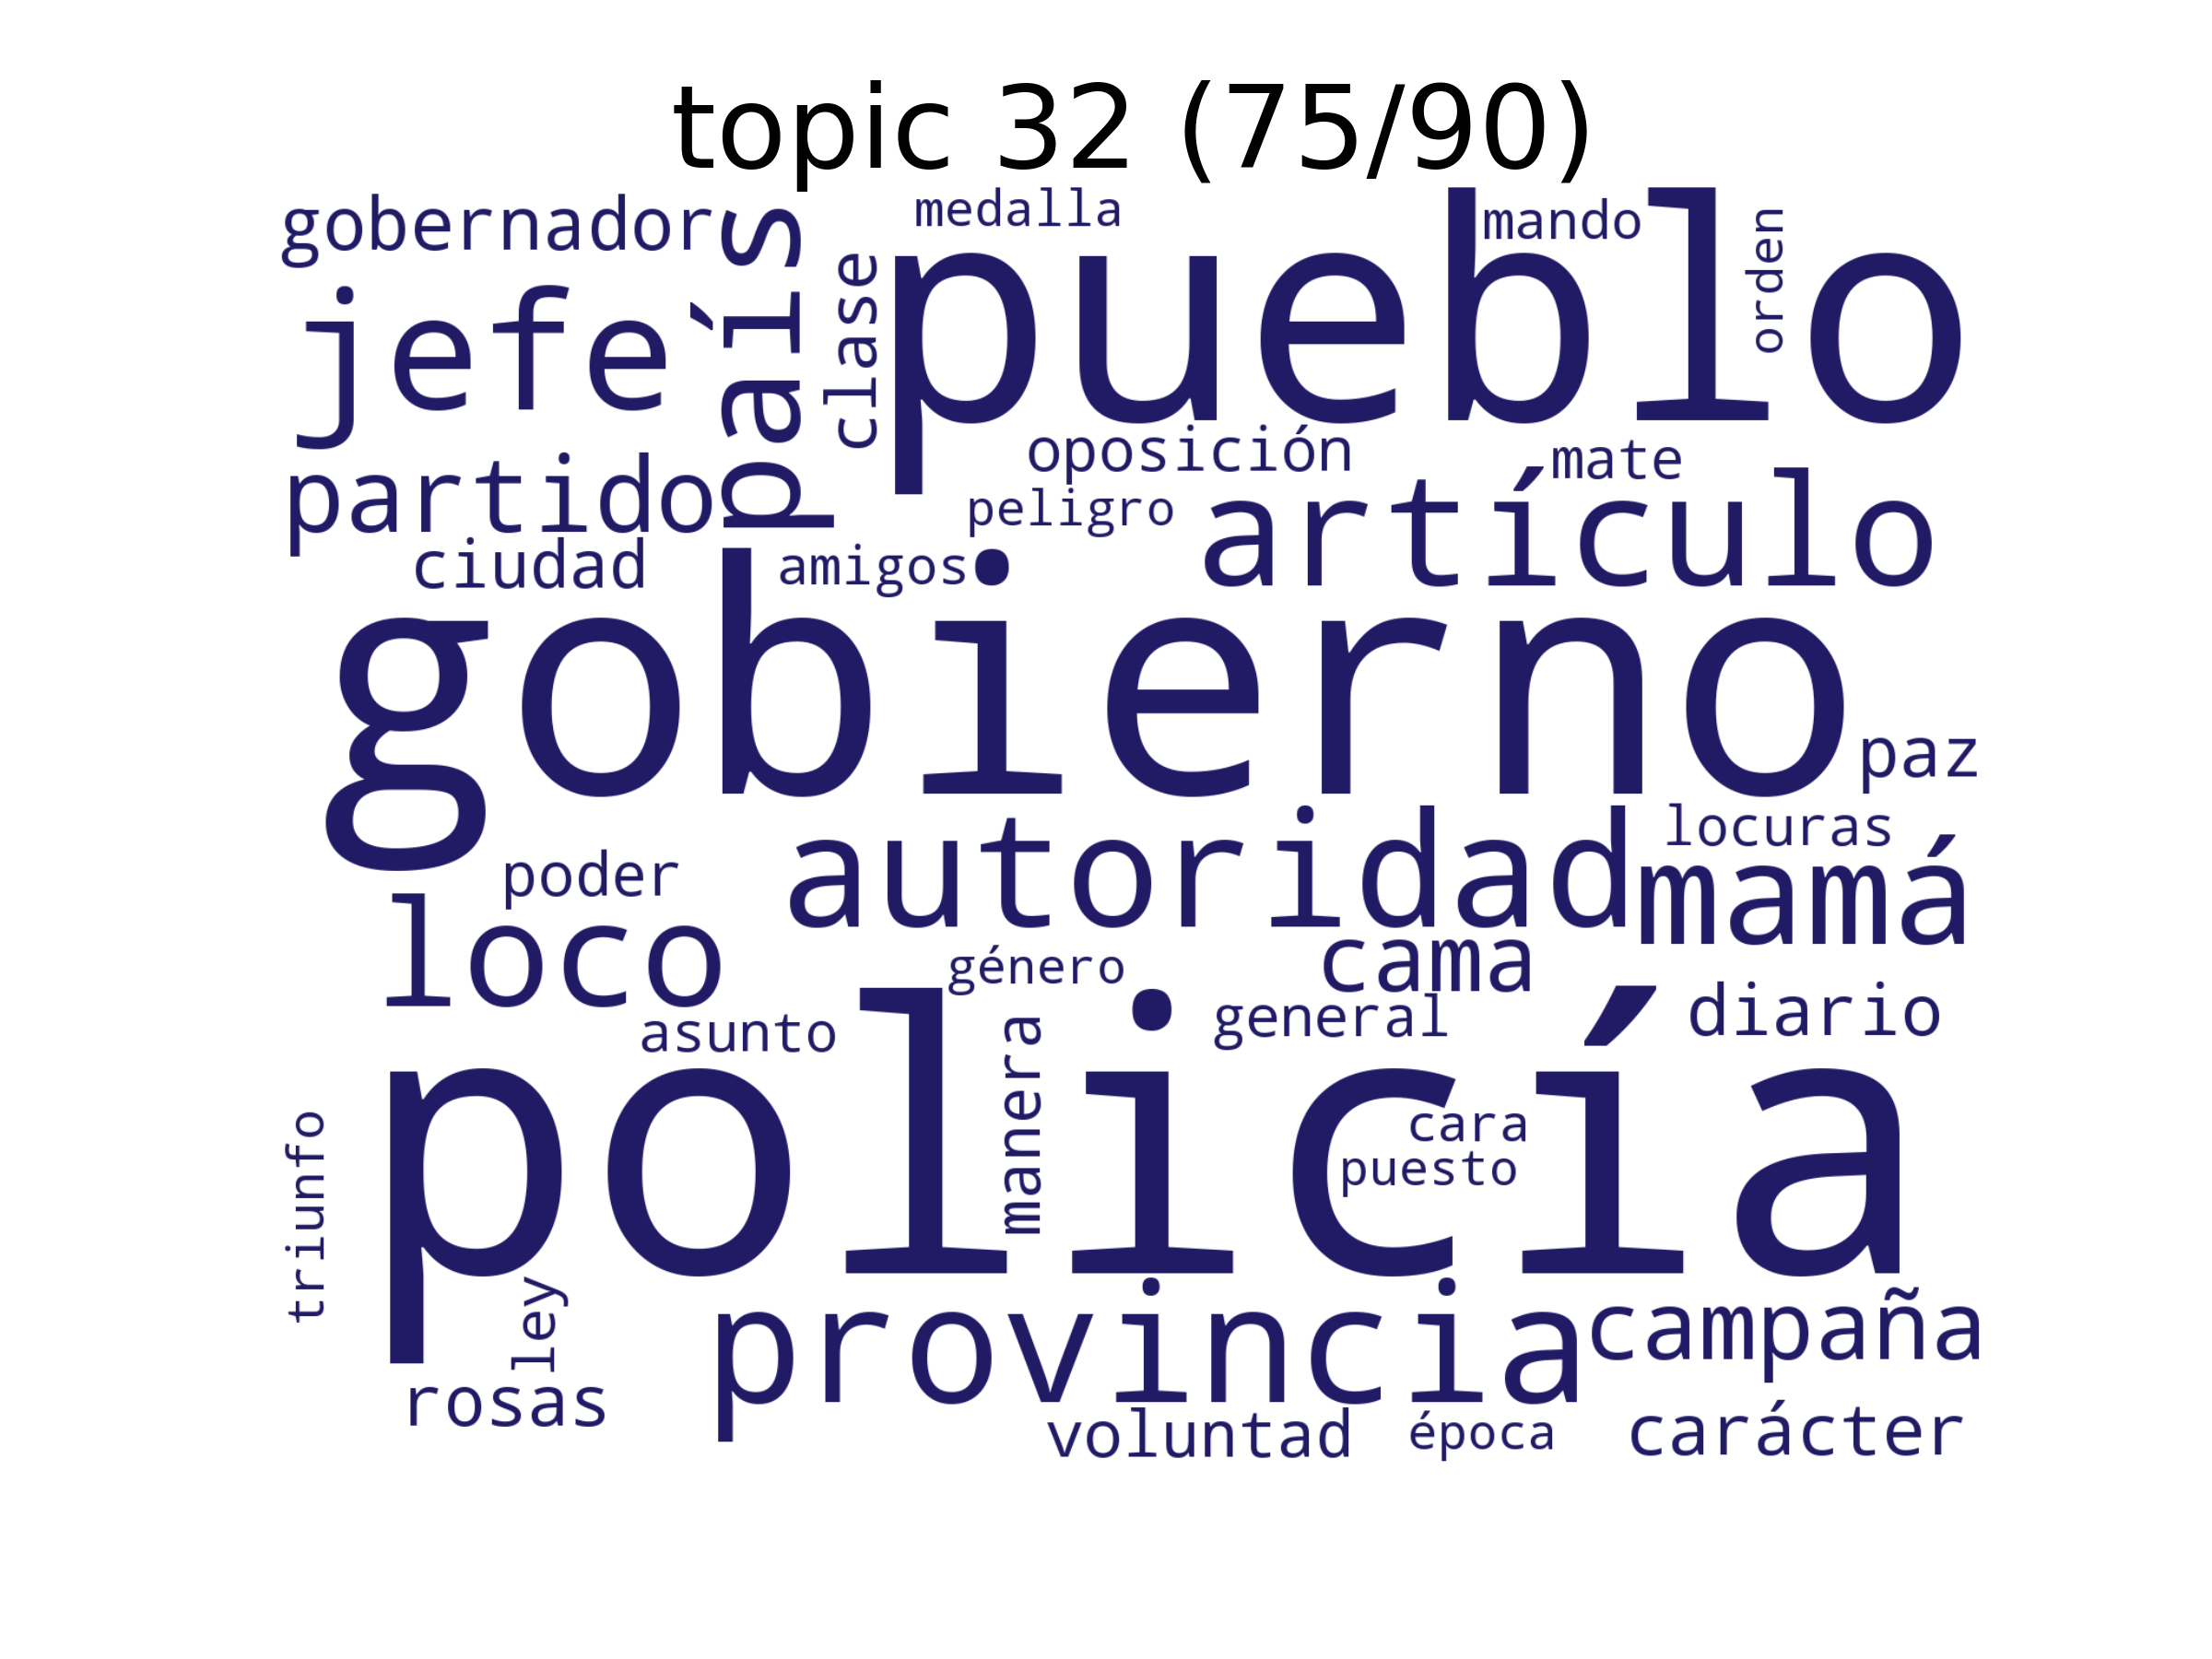 topic 32 (75/90)
gobernador
medalla
mando
orden
jefe
país
clase
pueblo
partido
oposición
mate
peligro
artículo
ciudad
amigos
gobierno
paz
locuras
poder
autoridad
mamá
loco
género
cama
general
diario
asunto
manera
policía
cara
puesto
triunfo
ley
provincia
campaña
rosas
voluntad
época
carácter